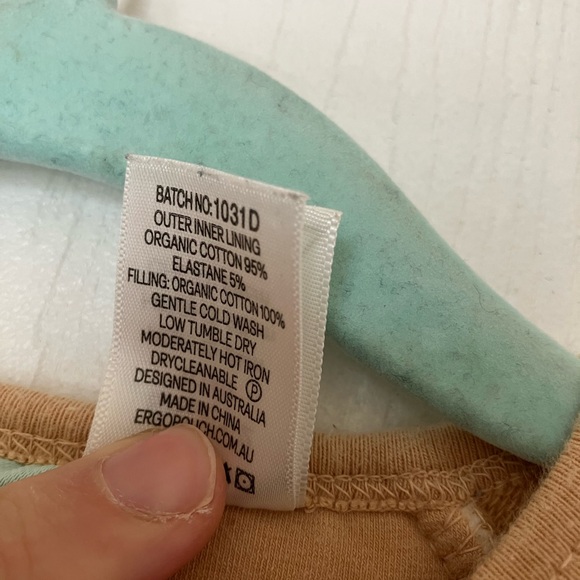 BATCH NO:1031D
OUTER INNER LINING
ORGANIC COTTON 95%
ELASTANE 5%
FILLING: ORGANIC COTTON 100%
GENTLE COLD WASH
LOW TUMBLE DRY
MODERATELY HOT IRON
DRYCLEANABLE Ⓟ
DESIGNED IN AUSTRALIA
MADE IN CHINA
ERGOPOUCH.COM.AU